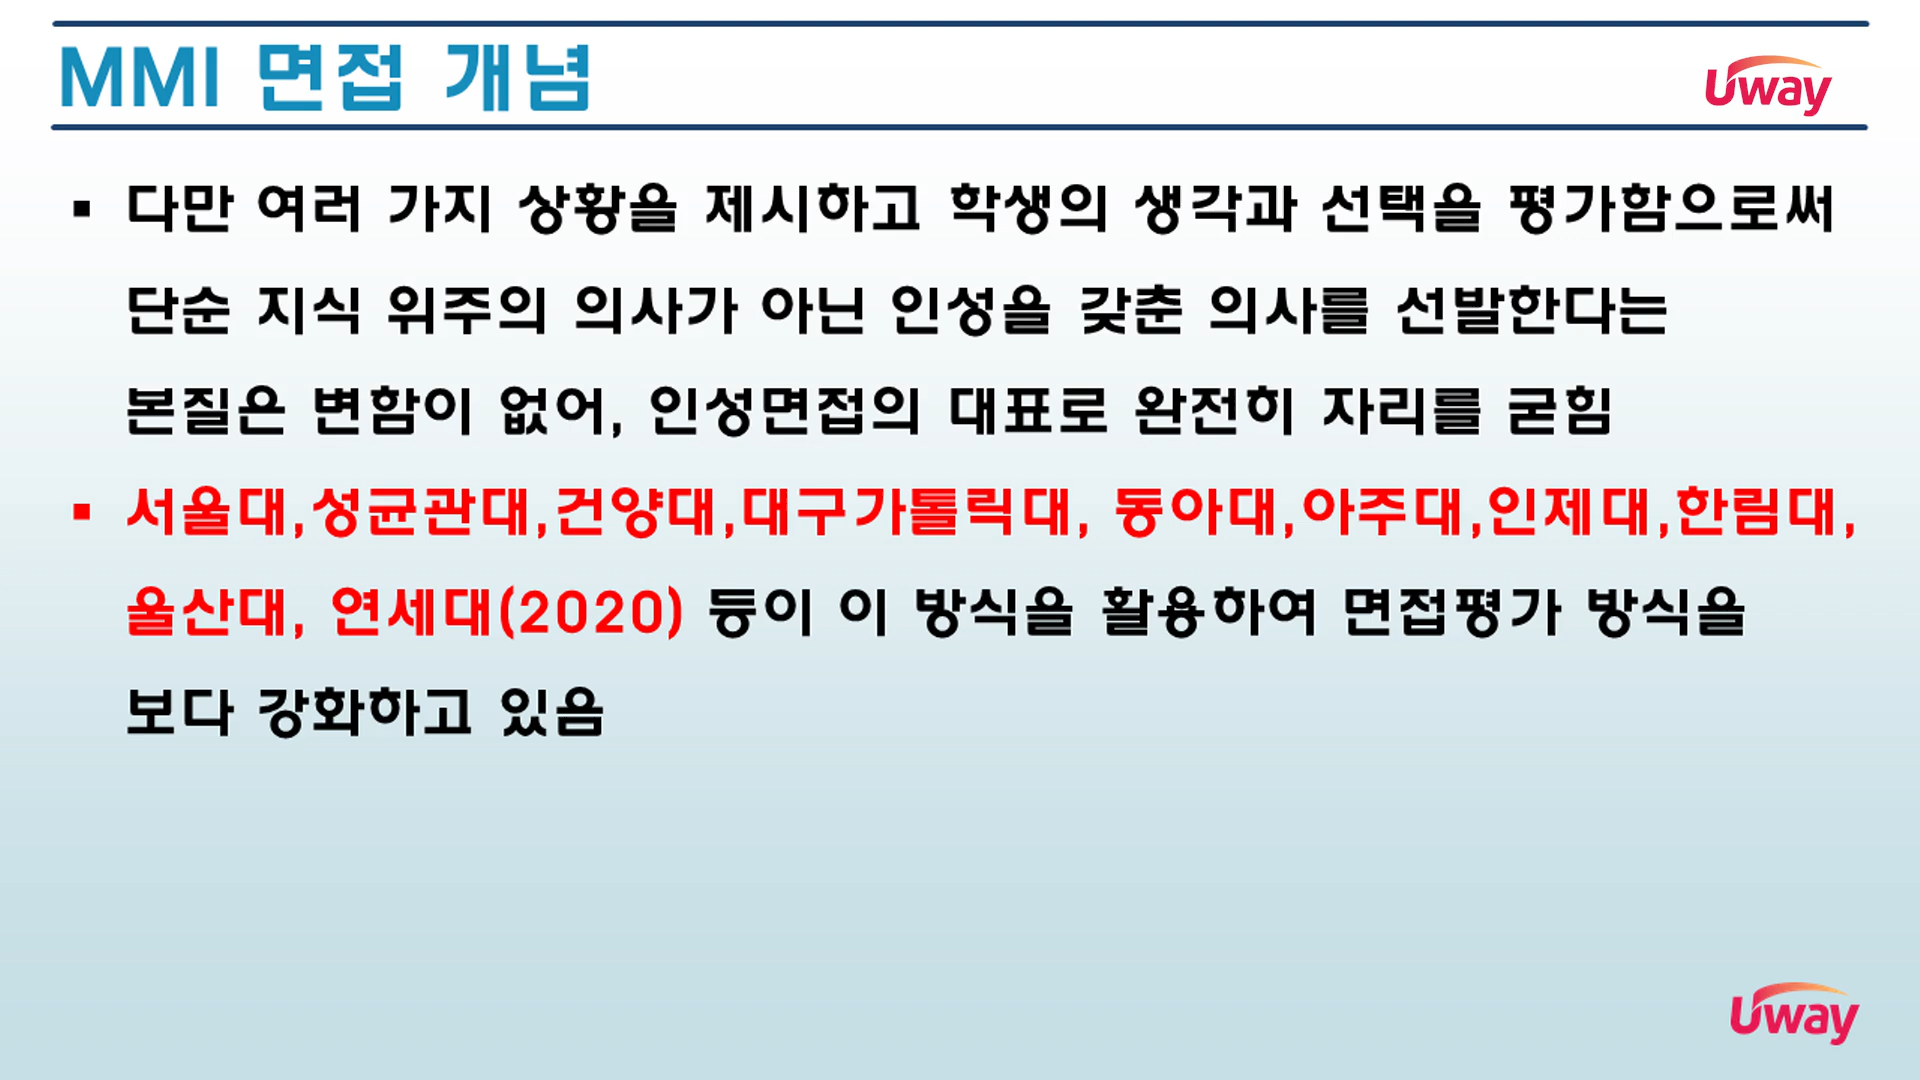 MMI 면접 개념
Uway
▪ 다만 여러 가지 상황을 제시하고 학생의 생각과 선택을 평가함으로써
단순 지식 위주의 의사가 아닌 인성을 갖춘 의사를 선발한다는
본질은 변함이 없어, 인성면접의 대표로 완전히 자리를 굳힘
▪ 서울대,성균관대,건양대,대구가톨릭대, 동아대,아주대,인제대,한림대,
울산대, 연세대(2020) 등이 이 방식을 활용하여 면접평가 방식을
보다 강화하고 있음
Uway